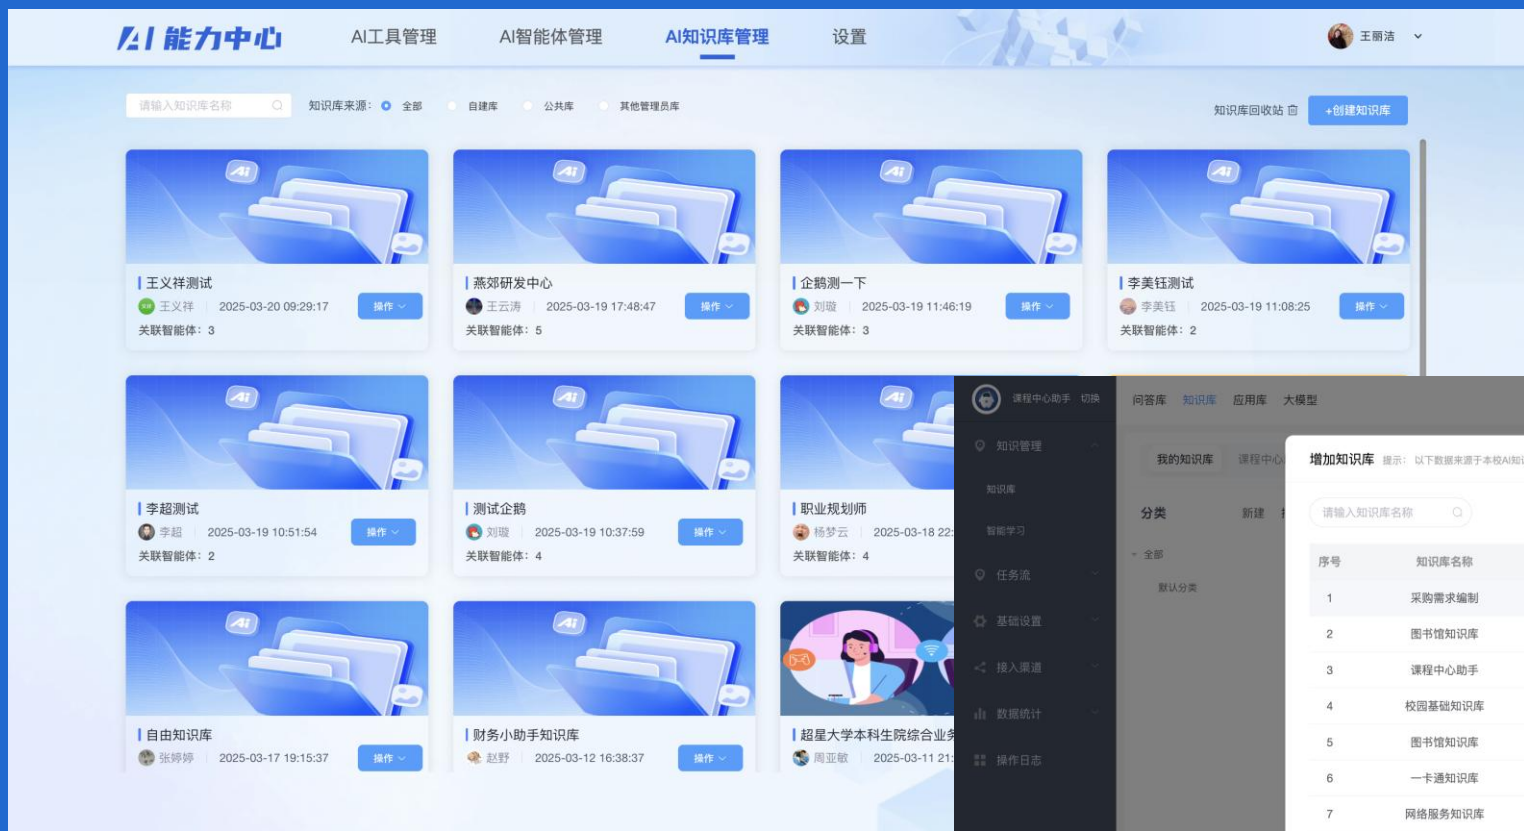 AI 能力中心
AI工具管理
AI智能体管理
AI知识库管理
设置
王丽洁
请输入知识库名称
知识库来源：
全部
自建库
公共库
其他管理员库
知识库回收站
+创建知识库
王义祥测试
王义祥 2025-03-20 09:29:17 操作
关联智能体：3
燕郊研发中心
王云涛 2025-03-19 17:48:47 操作
关联智能体：5
企鹅测一下
刘璇 2025-03-19 11:46:19 操作
关联智能体：3
李美钰测试
李美钰 2025-03-19 11:08:25 操作
关联智能体：2
李超测试
李超 2025-03-19 10:51:54 操作
关联智能体：2
测试企鹅
刘璇 2025-03-19 10:37:59 操作
关联智能体：4
职业规划师
杨梦云 2025-03-18 22:
关联智能体：4
自由知识库
张婷婷 2025-03-17 19:15:37 操作
财务小助手知识库
赵野 2025-03-12 16:38:37 操作
超星大学本科生院综合业务
周亚敏 2025-03-11 21:
课程中心助手 切换
知识管理
知识库
智能学习
任务流
基础设置
接入渠道
数据统计
操作日志
问答库 知识库 应用库 大模型
我的知识库 课程中心
分类 新建
全部
默认分类
增加知识库 提示：以下数据来源于本校AI知
请输入知识库名称
序号 知识库名称
1 采购需求编制
2 图书馆知识库
3 课程中心助手
4 校园基础知识库
5 图书馆知识库
6 一卡通知识库
7 网络服务知识库